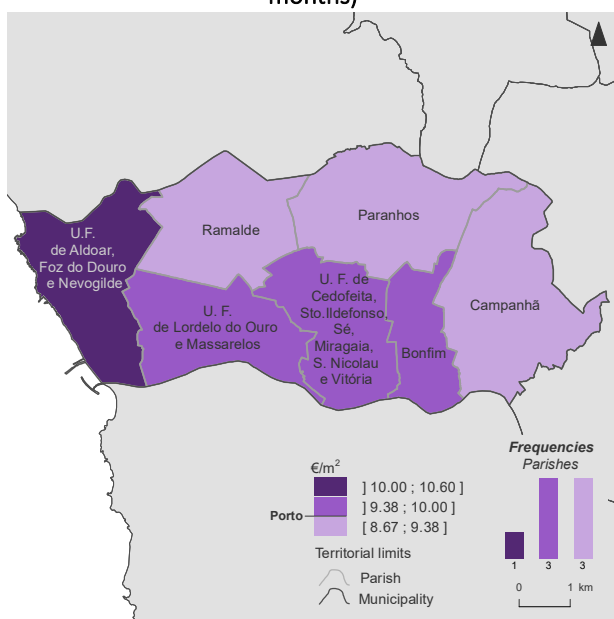 months)
U.F.
de Aldoar,
Foz do Douro
e Nevogilde
Ramalde
Paranhos
U. F.
de Lordelo do Ouro
e Massarelos
U. F. de
Cedofeita,
Sto.Ildefonso,
Sé,
Miragaia,
S. Nicolau
e Vitória
Bonfim
Campanhã
€/m²
] 10.00 ; 10.60 ]
] 9.38 ; 10.00 ]
Porto
[ 8.67 ; 9.38 ]
Territorial limits
Parish
Municipality
Frequencies
Parishes
1 3 3
0 1 km